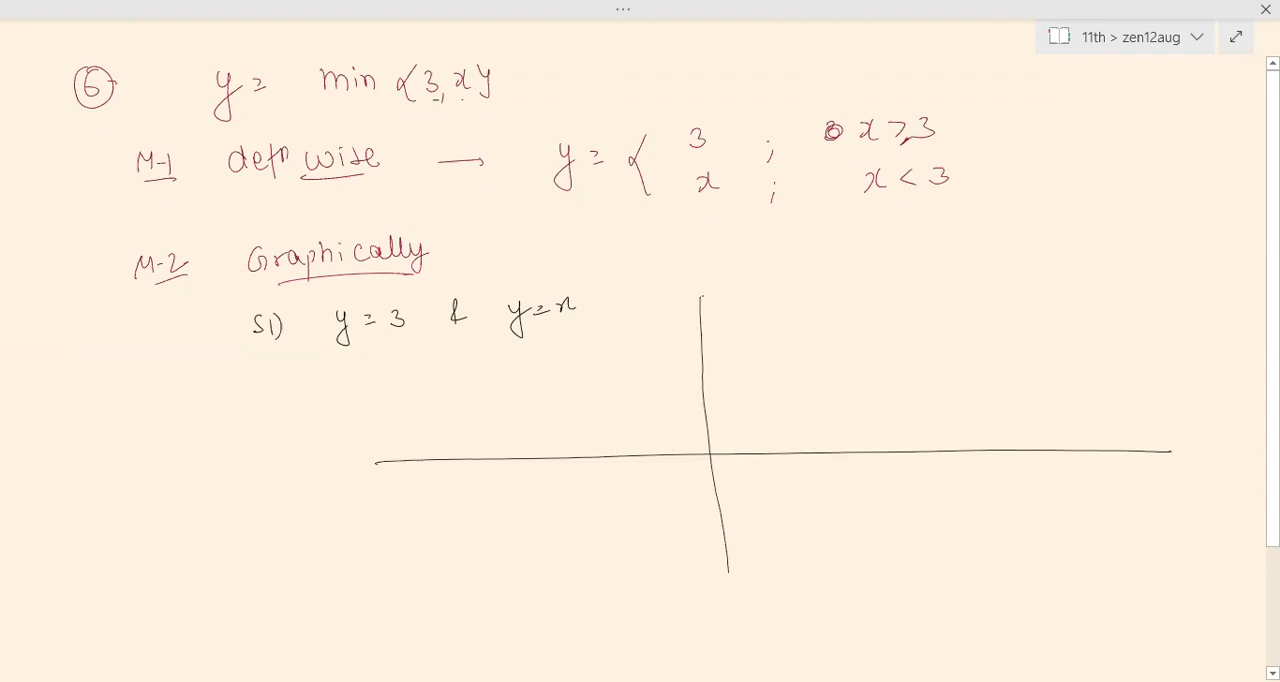 11th > zen12aug
⑥ y = min {3, x}
M-1 defⁿ wise → y = { 3 ; x ≥ 3
x ; x < 3
M-2 Graphically
S1) y = 3 & y = x